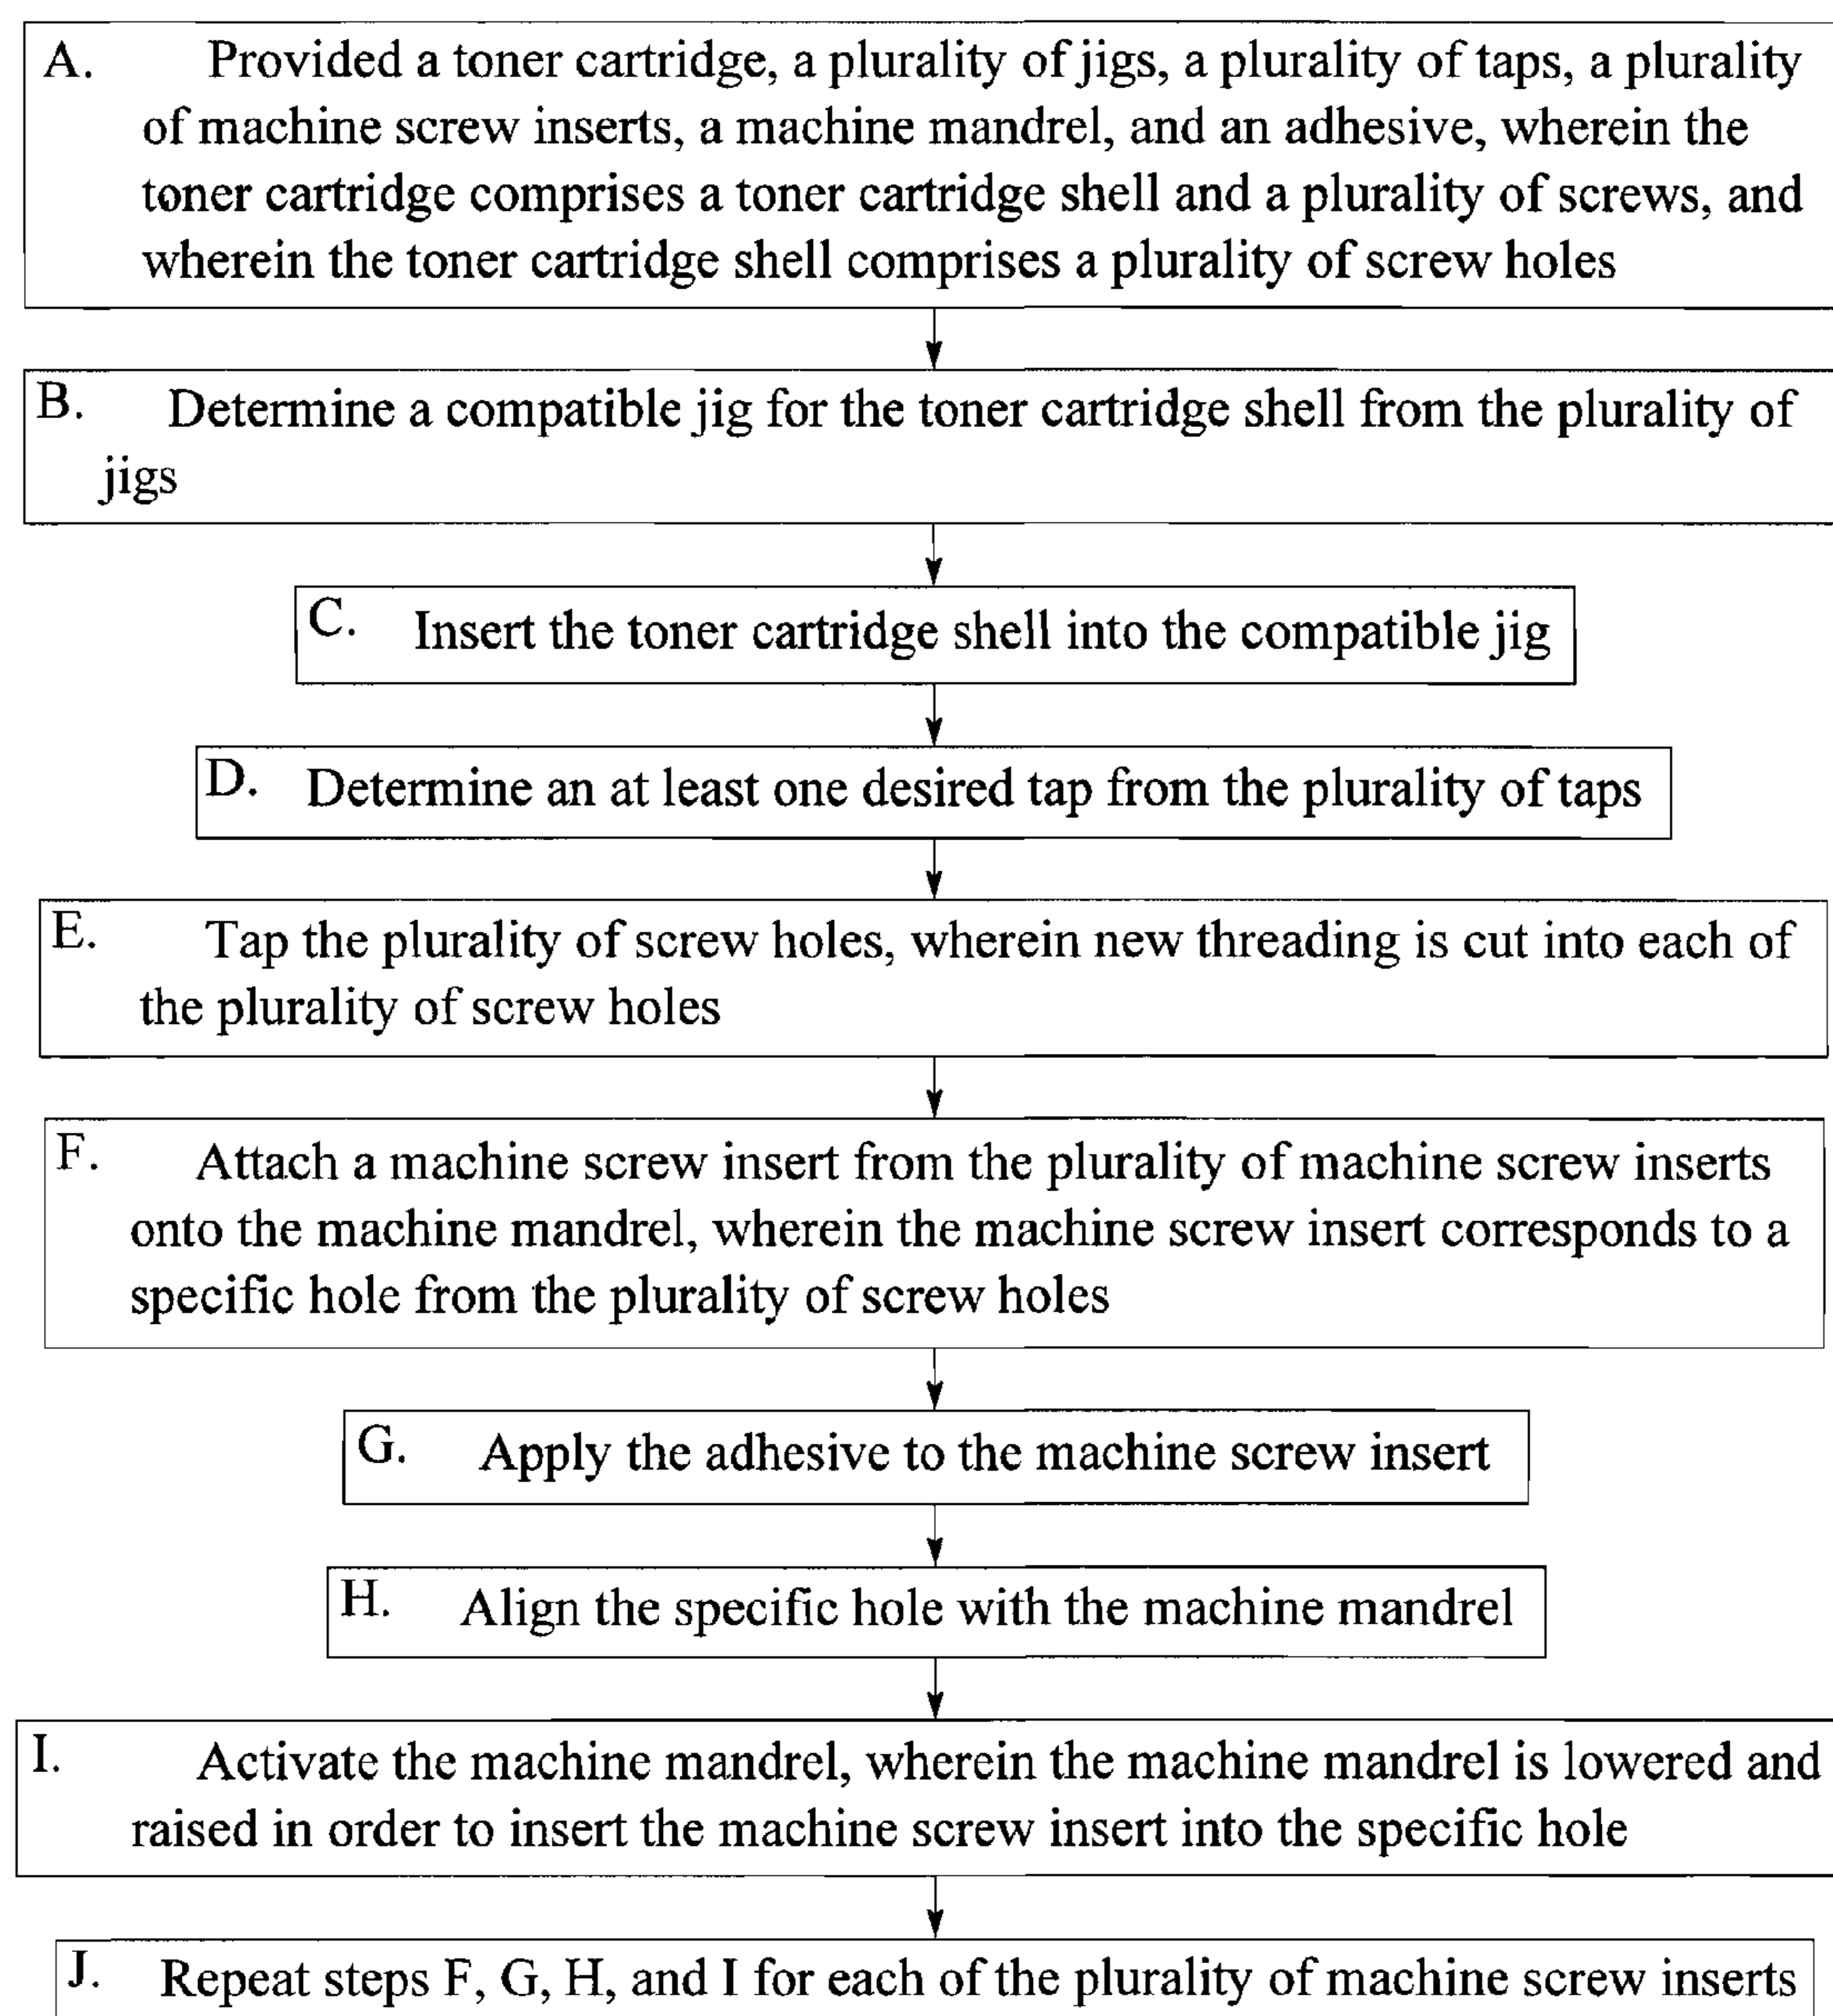 A. Provided a toner cartridge, a plurality of jigs, a plurality of taps, a plurality
of machine screw inserts, a machine mandrel, and an adhesive, wherein the
toner cartridge comprises a toner cartridge shell and a plurality of screws, and
wherein the toner cartridge shell comprises a plurality of screw holes
B. Determine a compatible jig for the toner cartridge shell from the plurality of
jigs
C. Insert the toner cartridge shell into the compatible jig
D. Determine an at least one desired tap from the plurality of taps
E. Tap the plurality of screw holes, wherein new threading is cut into each of
the plurality of screw holes
F. Attach a machine screw insert from the plurality of machine screw inserts
onto the machine mandrel, wherein the machine screw insert corresponds to a
specific hole from the plurality of screw holes
G. Apply the adhesive to the machine screw insert
H. Align the specific hole with the machine mandrel
I. Activate the machine mandrel, wherein the machine mandrel is lowered and
raised in order to insert the machine screw insert into the specific hole
J. Repeat steps F, G, H, and I for each of the plurality of machine screw inserts